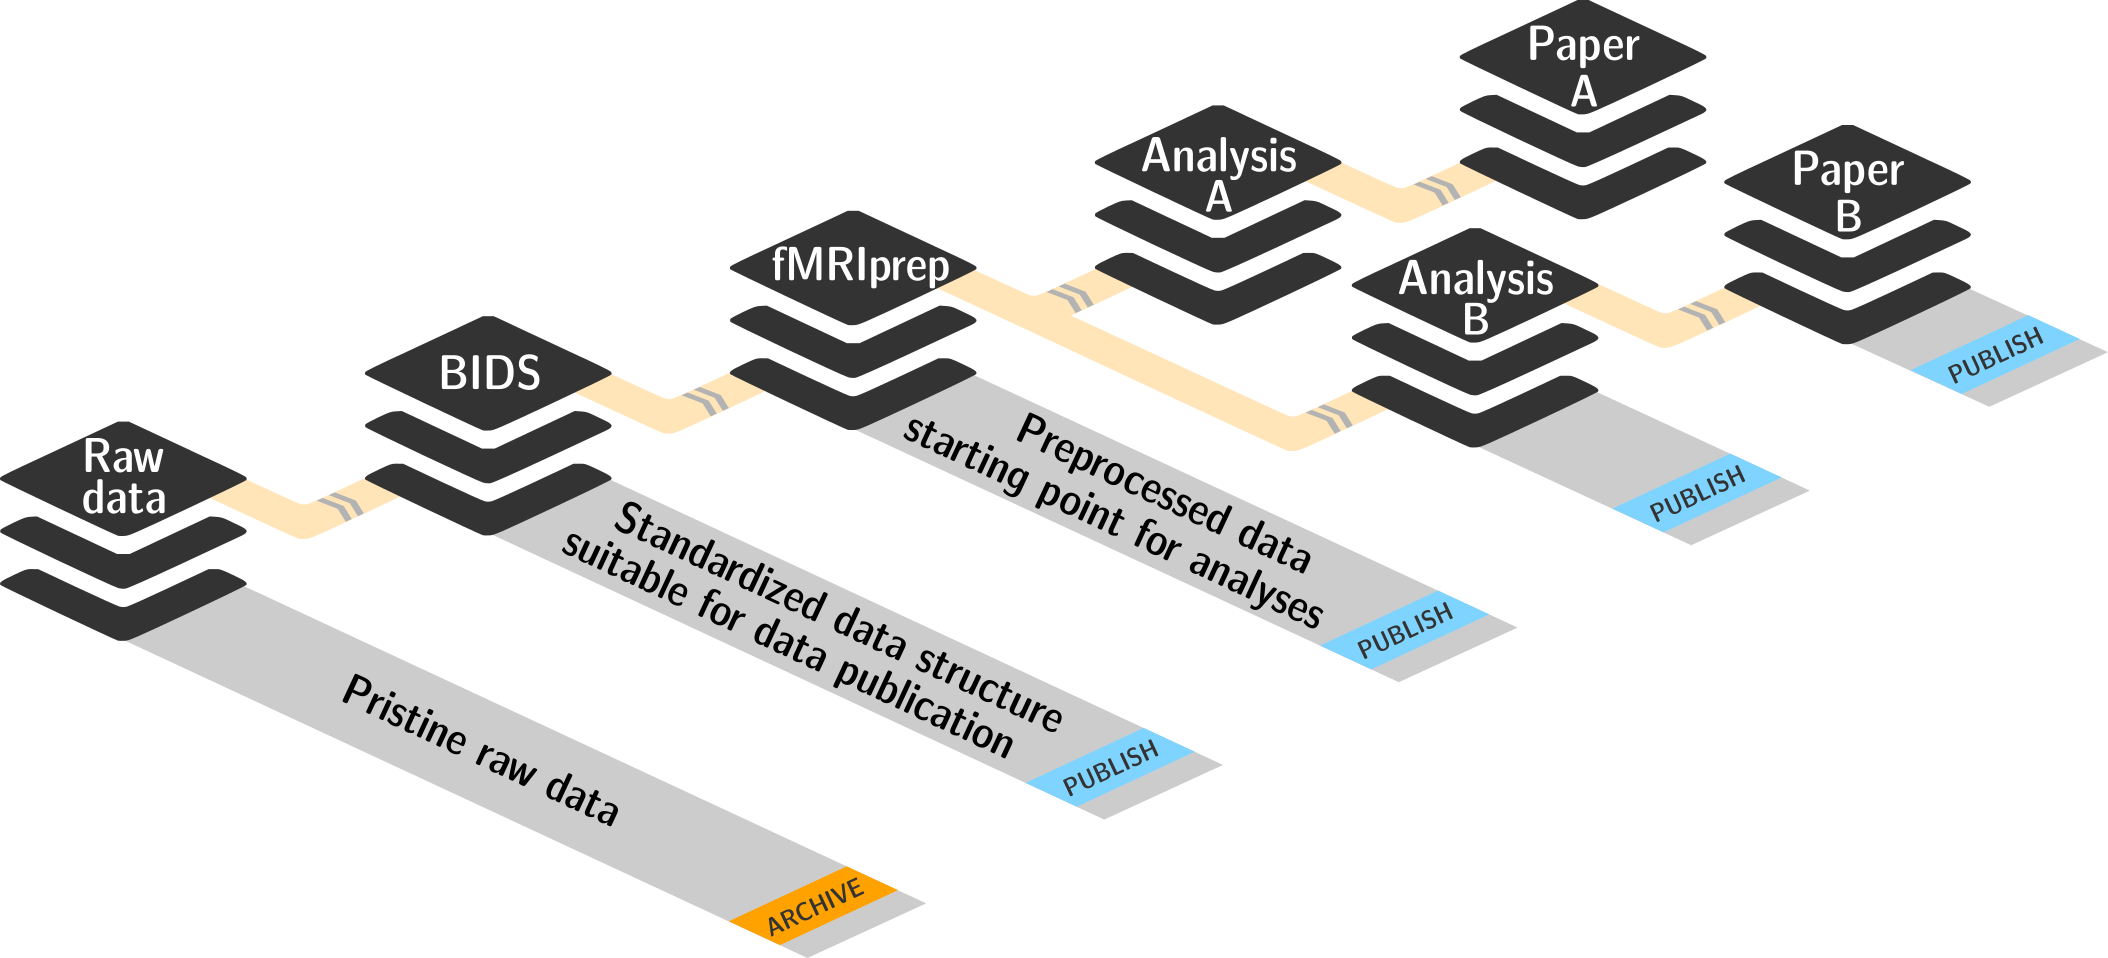 Paper
A
Analysis
A
Paper
B
fMRIprep
Analysis
B
PUBLISH
BIDS
Raw
data
PUBLISH
Preprocessed data
starting point for analyses
PUBLISH
Standardized data structure
suitable for data publication
PUBLISH
Pristine raw data
ARCHIVE